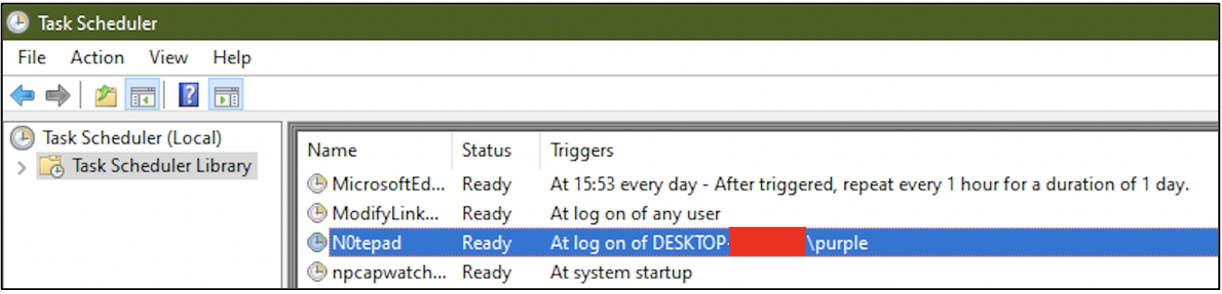 Task Scheduler
File Action View Help
Task Scheduler (Local)
Task Scheduler Library
Name Status Triggers
MicrosoftEd... Ready At 15:53 every day - After triggered, repeat every 1 hour for a duration of 1 day.
ModifyLink... Ready At log on of any user
N0tepad Ready At log on of DESKTOP- \purple
npcapwatch... Ready At system startup